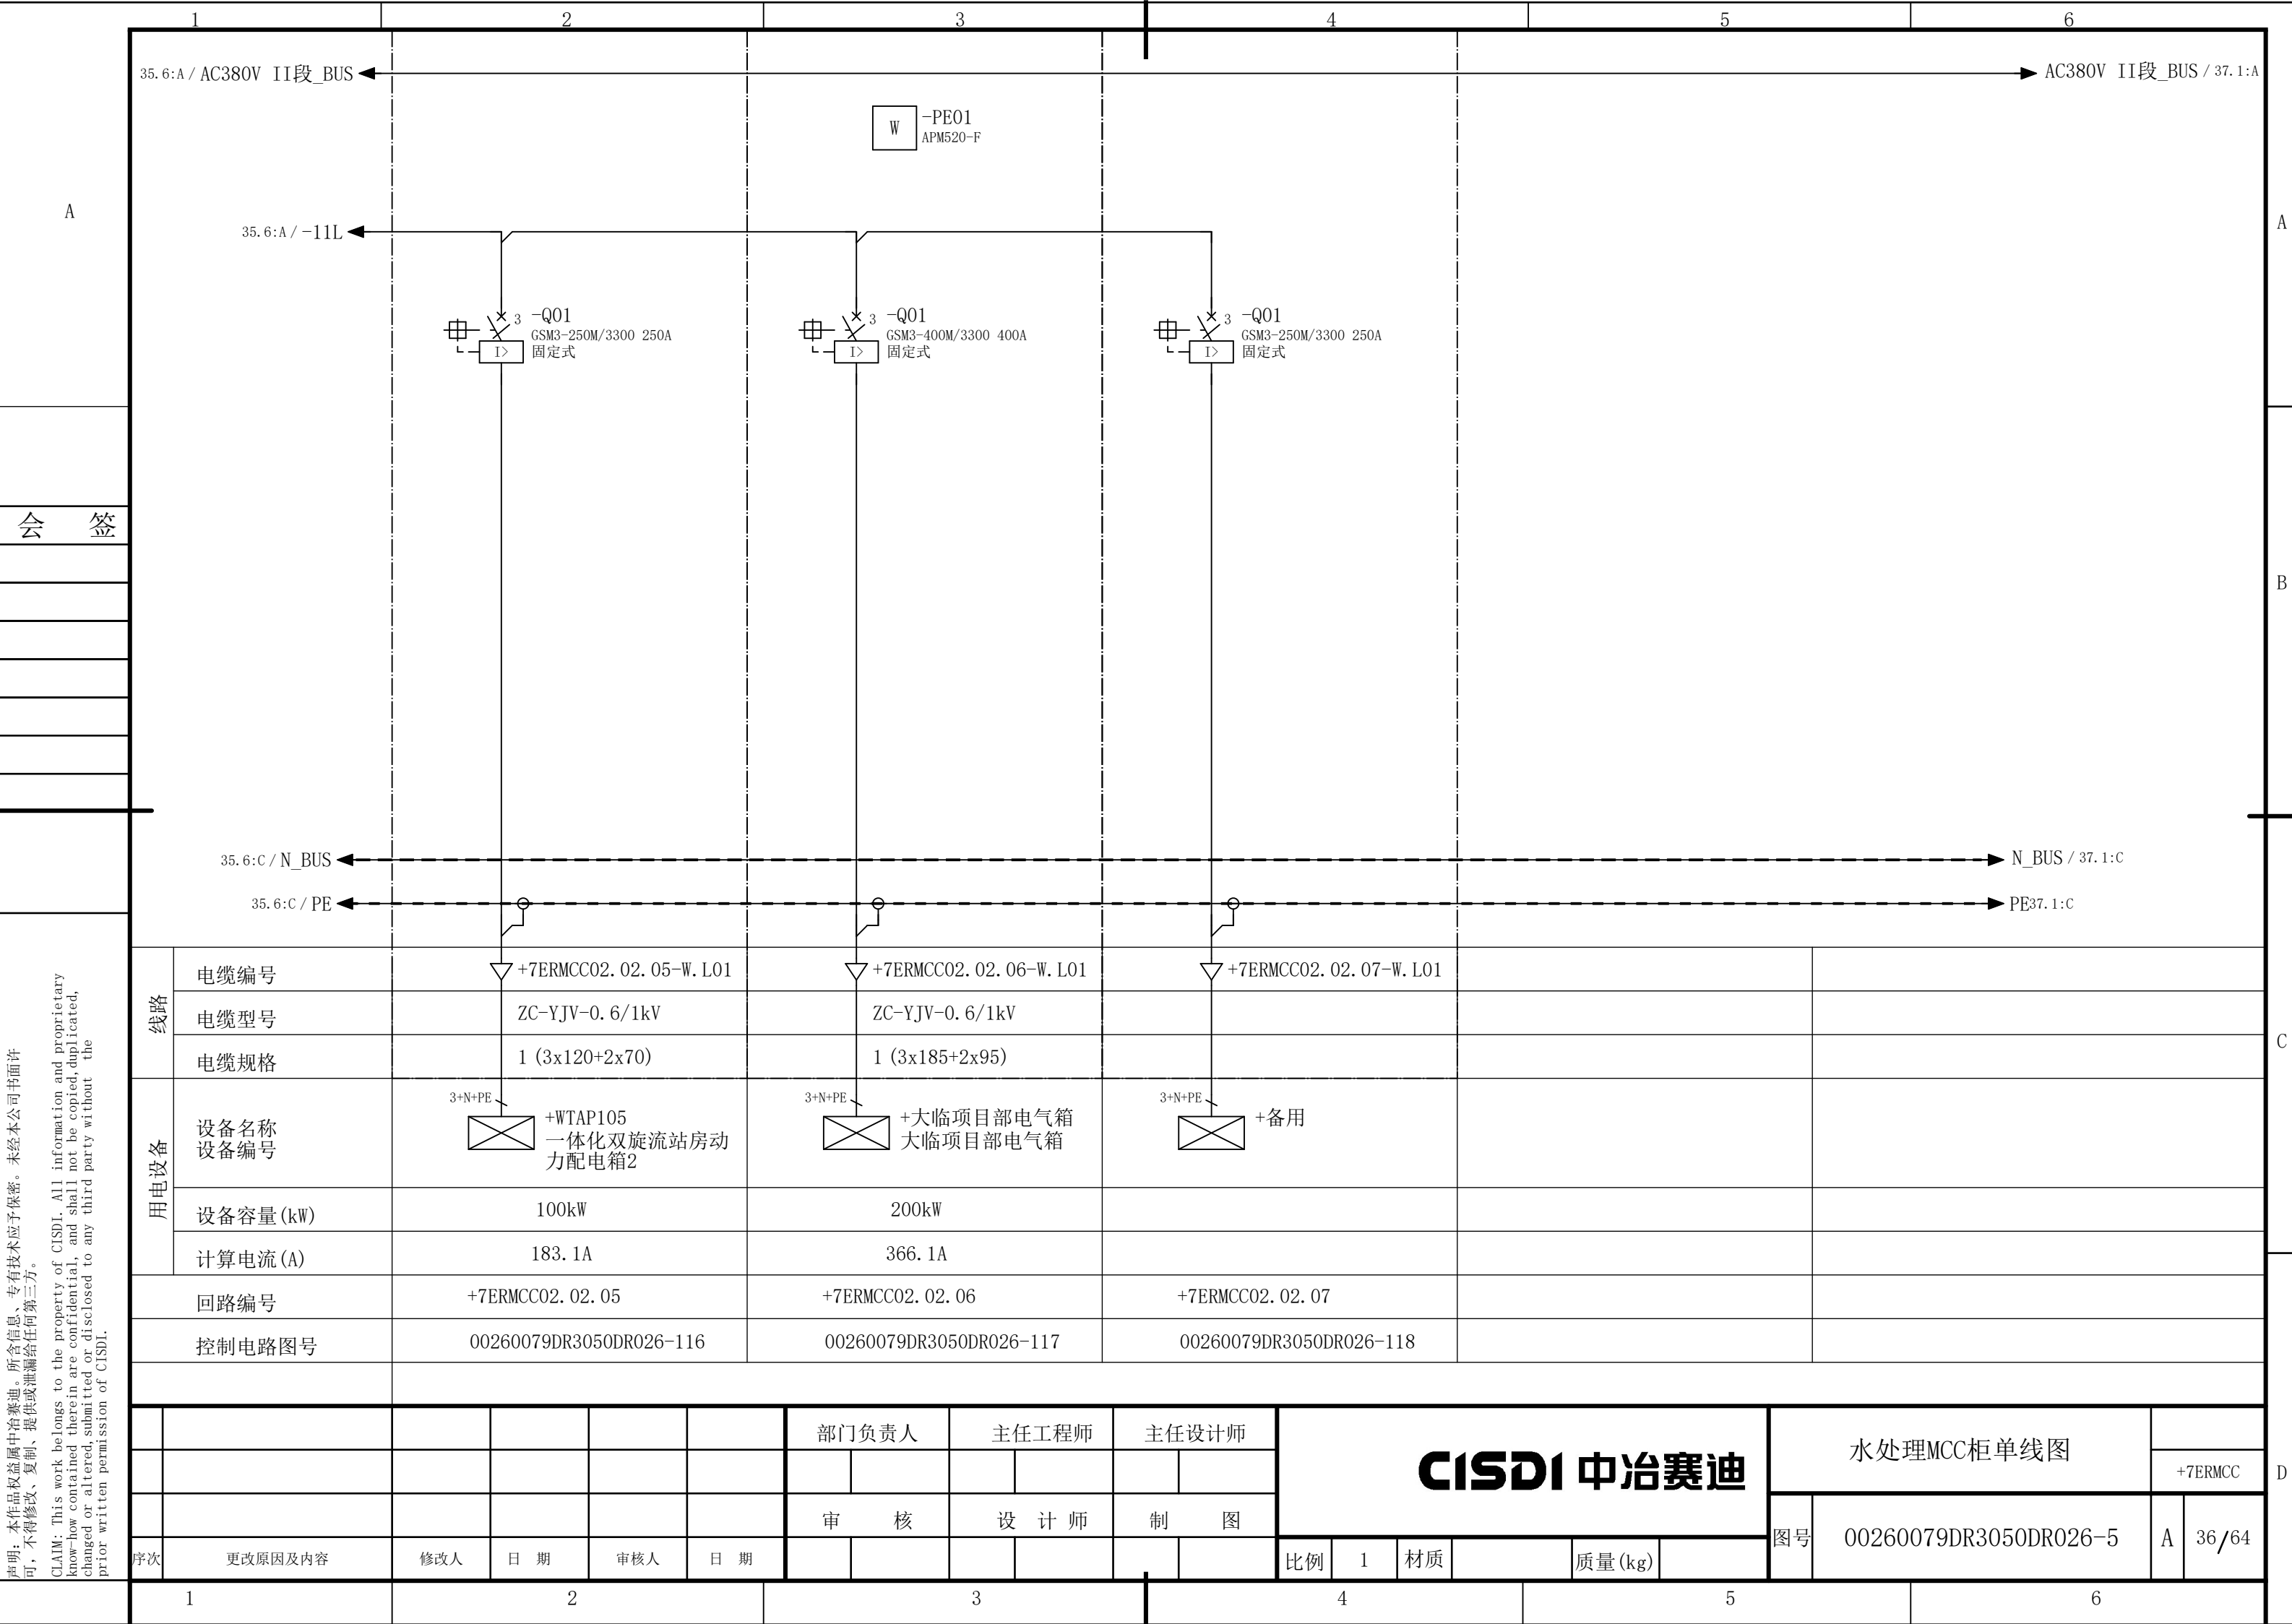 1 2 3 4 5 6
35.6:A / AC380V II段_BUS
AC380V II段_BUS / 37.1:A
W
-PE01
APM520-F
A
A
35.6:A / -11L
3 -Q01
GSM3-250M/3300 250A
固定式
I>
3 -Q01
GSM3-400M/3300 400A
固定式
I>
3 -Q01
GSM3-250M/3300 250A
固定式
I>
会 签
B
35.6:C / N_BUS
N_BUS / 37.1:C
35.6:C / PE
PE37.1:C
线路
电缆编号
+7ERMCC02.02.05-W.L01
+7ERMCC02.02.06-W.L01
+7ERMCC02.02.07-W.L01
电缆型号
ZC-YJV-0.6/1kV
ZC-YJV-0.6/1kV
电缆规格
1 (3x120+2x70)
1 (3x185+2x95)
C
用电设备
设备名称
设备编号
3+N+PE
+WTAP105
一体化双旋流站房动
力配电箱2
3+N+PE
+大临项目部电气箱
大临项目部电气箱
3+N+PE
+备用
设备容量(kW)
100kW
200kW
计算电流(A)
183.1A
366.1A
回路编号
+7ERMCC02.02.05
+7ERMCC02.02.06
+7ERMCC02.02.07
控制电路图号
00260079DR3050DR026-116
00260079DR3050DR026-117
00260079DR3050DR026-118
声明: 本作品权益属中冶赛迪。所含信息、专有技术应予保密。未经本公司书面许
可, 不得修改、复制、提供或泄漏给任何第三方。
CLAIM: This work belongs to the property of CISDI. All information and proprietary
know-how contained therein are confidential, and shall not be copied,duplicated,
changed or altered,submitted or disclosed to any third party without the
prior written permission of CISDI.
部门负责人
主任工程师
主任设计师
审 核
设 计 师
制 图
序次
更改原因及内容
修改人
日 期
审核人
日 期
CISDI 中冶赛迪
比例
1
材质
质量(kg)
水处理MCC柜单线图
+7ERMCC
图号
00260079DR3050DR026-5
A
36/64
D
1 2 3 4 5 6